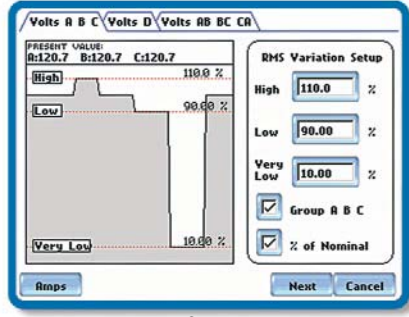 Volts A B C Volts D Volts AB BC CA
PRESENT VALUE:
A:120.7 B:120.7 C:120.7
High 110.0 %
Low 90.00 %
Very Low 10.00 %
RMS Variation Setup
High 110.0 %
Low 90.00 %
Very Low 10.00 %
Group A B C
% of Nominal
Amps Next Cancel